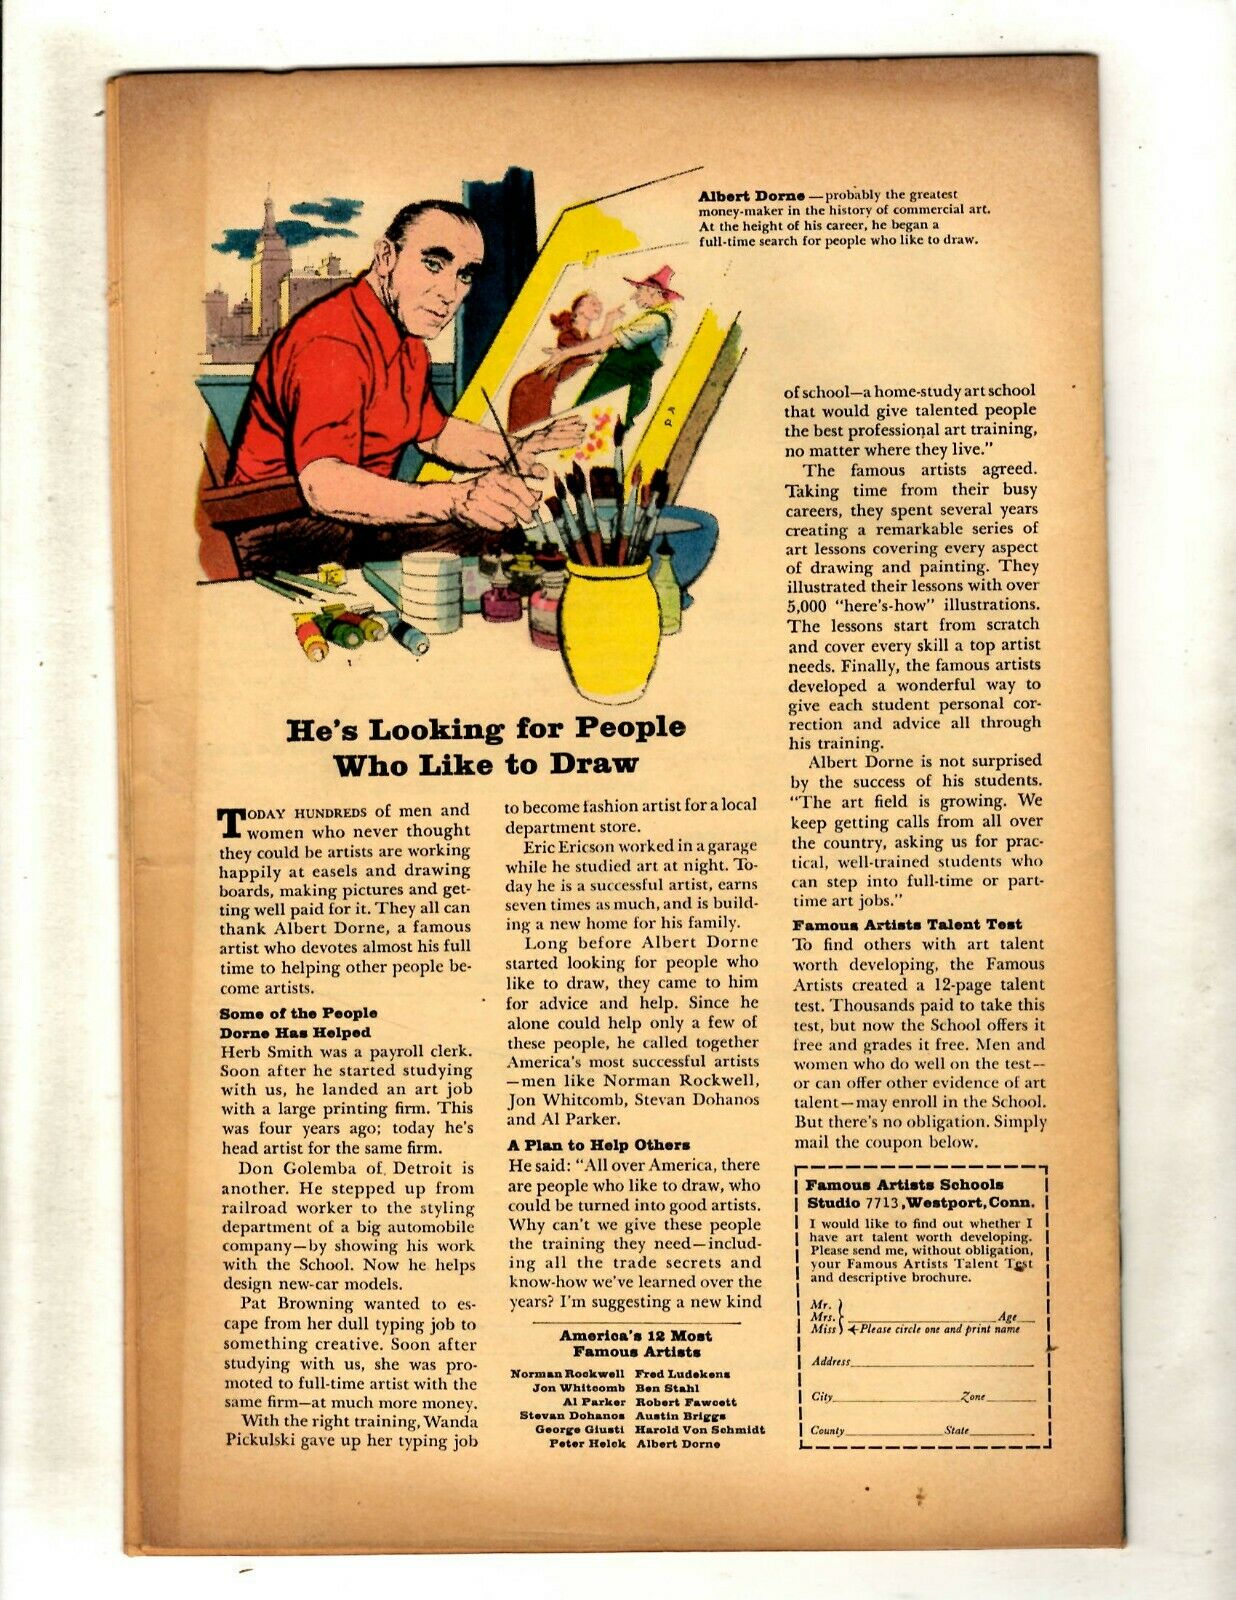 Albert Dorne — probably the greatest
money-maker in the history of commercial art.
At the height of his career, he began a
full-time search for people who like to draw.
He's Looking for People
Who Like to Draw
TODAY HUNDREDS of men and
women who never thought
they could be artists are working
happily at easels and drawing
boards, making pictures and get-
ting well paid for it. They all can
thank Albert Dorne, a famous
artist who devotes almost his full
time to helping other people be-
come artists.
Some of the People
Dorne Has Helped
Herb Smith was a payroll clerk.
Soon after he started studying
with us, he landed an art job
with a large printing firm. This
was four years ago; today he's
head artist for the same firm.
Don Golemba of Detroit is
another. He stepped up from
railroad worker to the styling
department of a big automobile
company—by showing his work
with the School. Now he helps
design new-car models.
Pat Browning wanted to es-
cape from her dull typing job to
something creative. Soon after
studying with us, she was pro-
moted to full-time artist with the
same firm—at much more money.
With the right training, Wanda
Pickulski gave up her typing job
to become fashion artist for a local
department store.
Eric Ericson worked in a garage
while he studied art at night. To-
day he is a successful artist, earns
seven times as much, and is build-
ing a new home for his family.
Long before Albert Dorne
started looking for people who
like to draw, they came to him
for advice and help. Since he
alone could help only a few of
these people, he called together
America's most successful artists
—men like Norman Rockwell,
Jon Whitcomb, Stevan Dohanos
and Al Parker.
A Plan to Help Others
He said: "All over America, there
are people who like to draw, who
could be turned into good artists.
Why can't we give these people
the training they need—includ-
ing all the trade secrets and
know-how we've learned over the
years? I'm suggesting a new kind
America's 12 Most
Famous Artists
Norman Rockwell Fred Ludekens
Jon Whitcomb Ben Stahl
Al Parker Robert Fawcett
Stevan Dohanos Austin Briggs
George Giusti Harold Von Schmidt
Peter Helck Albert Dorne
of school—a home-study art school
that would give talented people
the best professional art training,
no matter where they live."
The famous artists agreed.
Taking time from their busy
careers, they spent several years
creating a remarkable series of
art lessons covering every aspect
of drawing and painting. They
illustrated their lessons with over
5,000 "here's-how" illustrations.
The lessons start from scratch
and cover every skill a top artist
needs. Finally, the famous artists
developed a wonderful way to
give each student personal cor-
rection and advice all through
his training.
Albert Dorne is not surprised
by the success of his students.
"The art field is growing. We
keep getting calls from all over
the country, asking us for prac-
tical, well-trained students who
can step into full-time or part-
time art jobs."
Famous Artists Talent Test
To find others with art talent
worth developing, the Famous
Artists created a 12-page talent
test. Thousands paid to take this
test, but now the School offers it
free and grades it free. Men and
women who do well on the test—
or can offer other evidence of art
talent—may enroll in the School.
But there's no obligation. Simply
mail the coupon below.
Famous Artists Schools
Studio 7713, Westport, Conn.
I would like to find out whether I
have art talent worth developing.
Please send me, without obligation,
your Famous Artists Talent Test
and descriptive brochure.
Mr.
Mrs. Age
Miss Please circle one and print name
Address
City Zone
County State